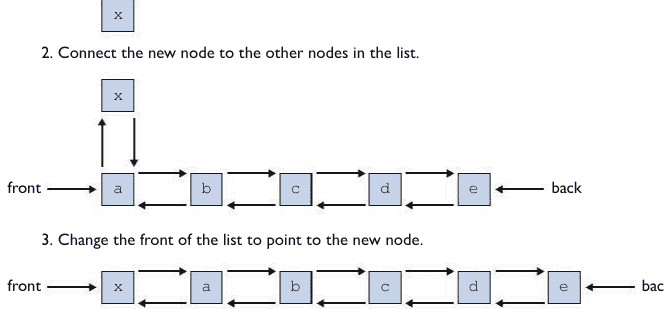 x
2. Connect the new node to the other nodes in the list.
x
front a b c d e back
3. Change the front of the list to point to the new node.
front x a b c d e bac